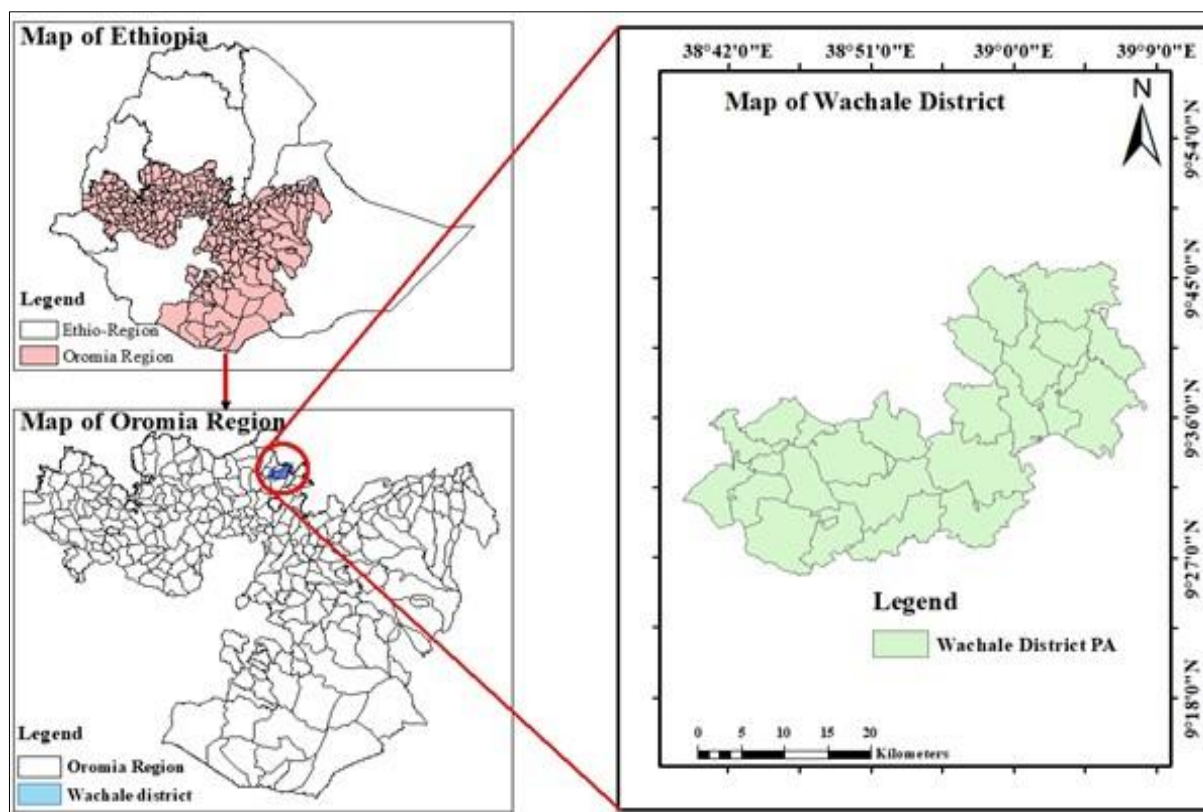 Map of Ethiopia
Legend
Ethio-Region
Oromia Region
Map of Oromia Region
Legend
Oromia Region
Wachale district
38°42'0"E 38°51'0"E 39°0'0"E 39°9'0"E
Map of Wachale District
N
9°54'0"N
9°45'0"N
9°36'0"N
9°27'0"N
9°18'0"N
Legend
Wachale District PA
0 5 10 15 20
Kilometers